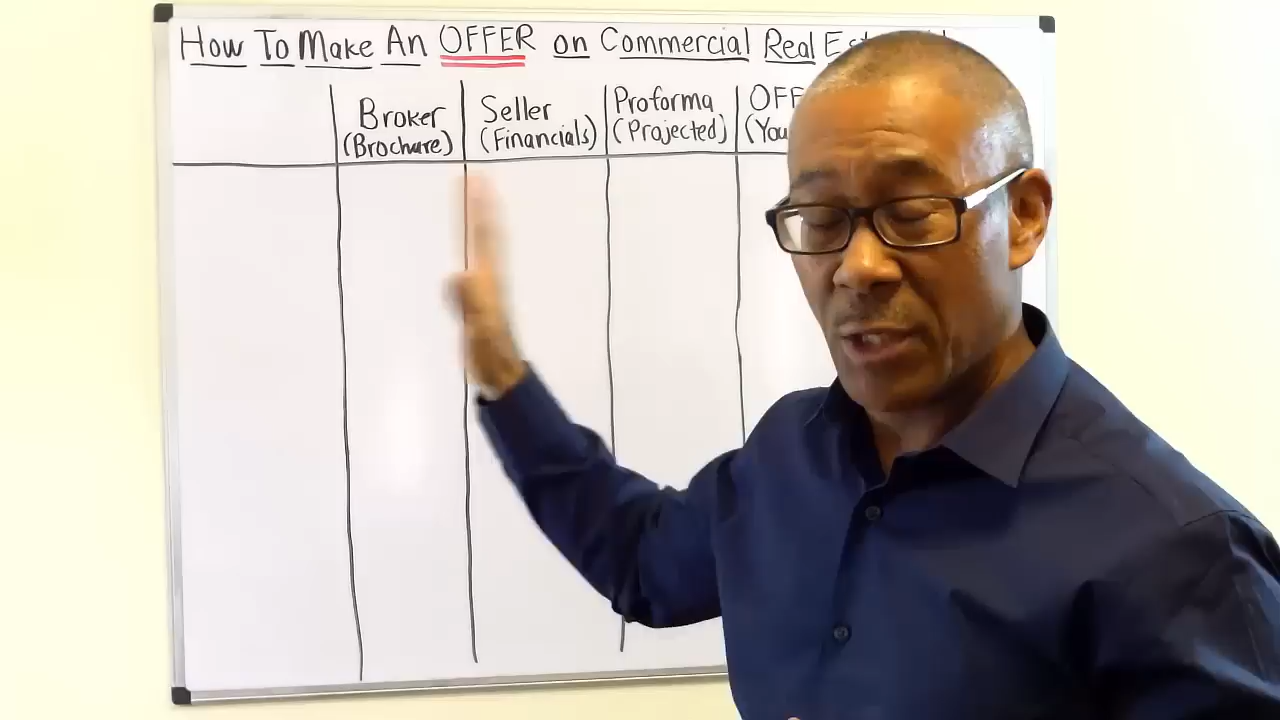 How To Make An OFFER on Commercial Real
Broker
(Brochure)
Seller
(Financials)
Proforma
(Projected)